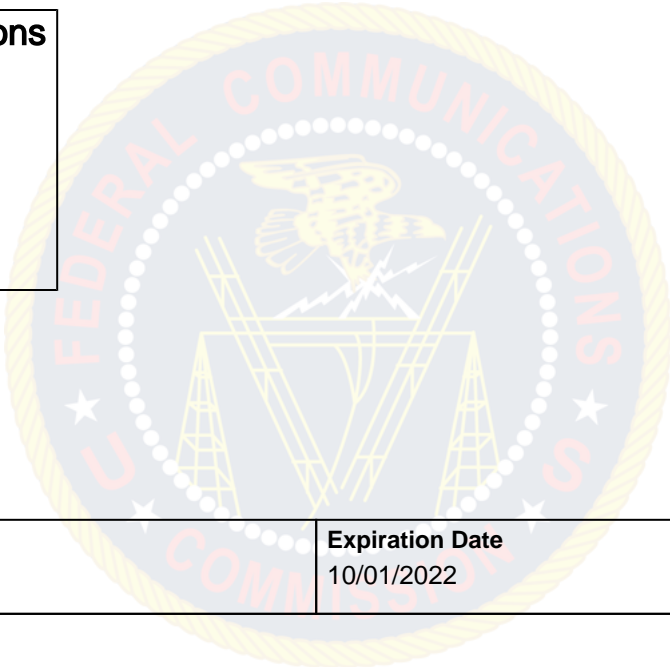 ons
FEDERAL COMMUNICATIONS
U S
COMMISSION
Expiration Date
10/01/2022